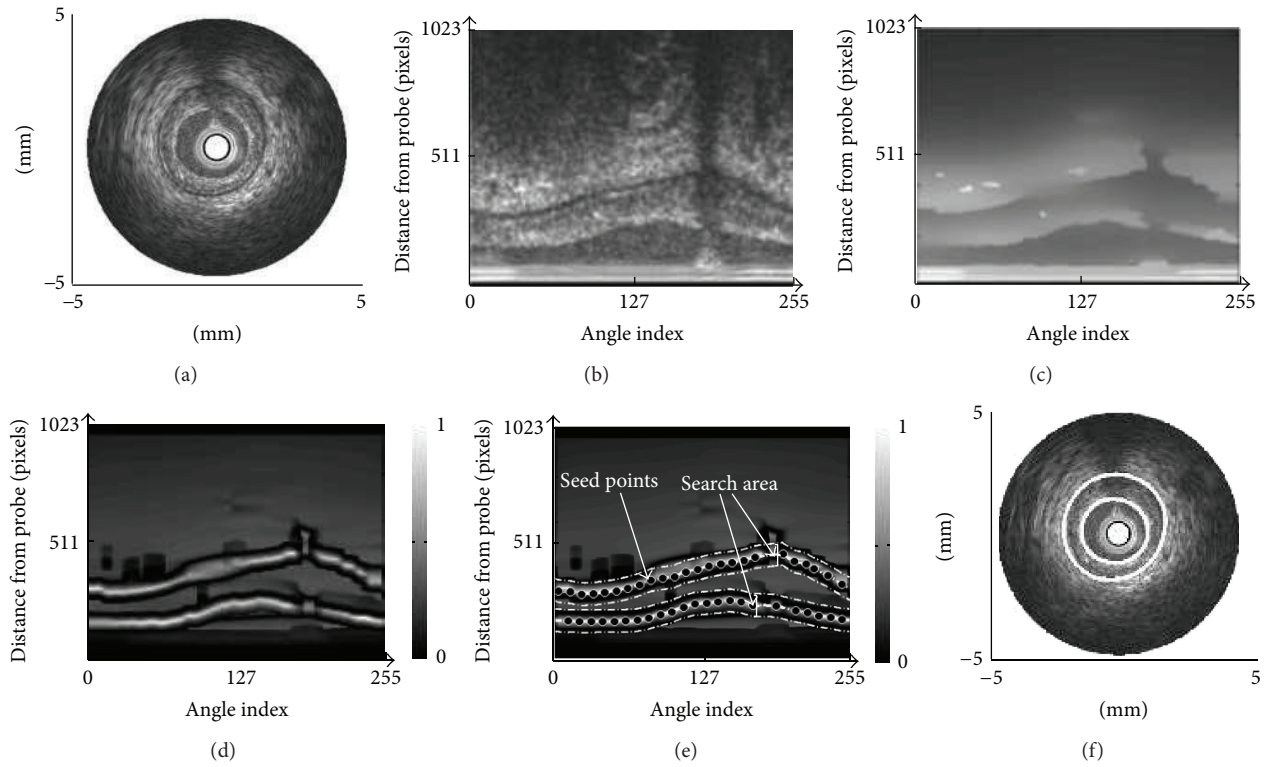 5
(mm)
−5
−5
5
(mm)
(a)
Distance from probe (pixels)
1023
511
0
127
255
Angle index
(b)
Distance from probe (pixels)
1023
511
0
127
255
Angle index
(c)
Distance from probe (pixels)
1023
511
0
127
255
Angle index
1
0
(d)
Distance from probe (pixels)
1023
511
Seed points
Search area
0
127
255
Angle index
1
0
(e)
5
(mm)
−5
−5
5
(mm)
(f)